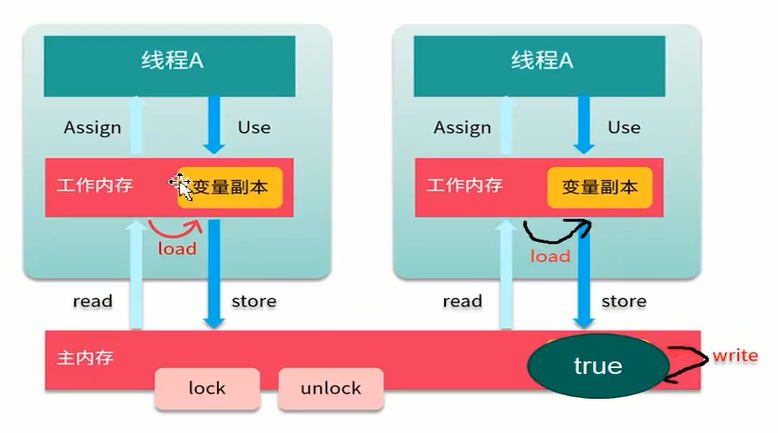 线程A
Assign
Use
工作内存
变量副本
load
read
store
线程A
Assign
Use
工作内存
变量副本
load
read
store
主内存
lock
unlock
true
write